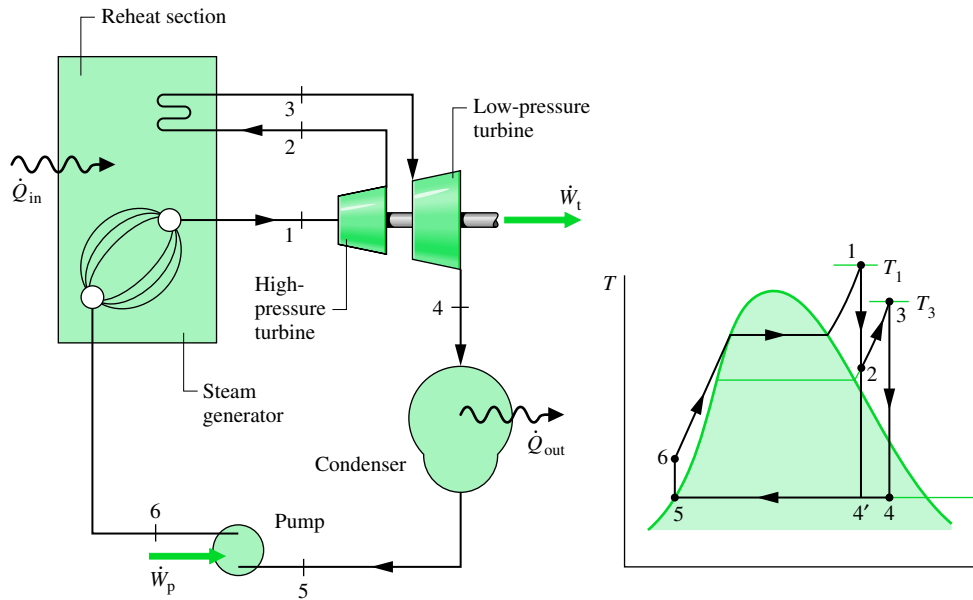 Reheat section
3
2
Low-pressure
turbine
Q̇in
1
Ẇt
High-
pressure
turbine
4
Steam
generator
Condenser
Q̇out
6
Pump
Ẇp
5
T
1
T1
3
T3
2
6
5
4′
4